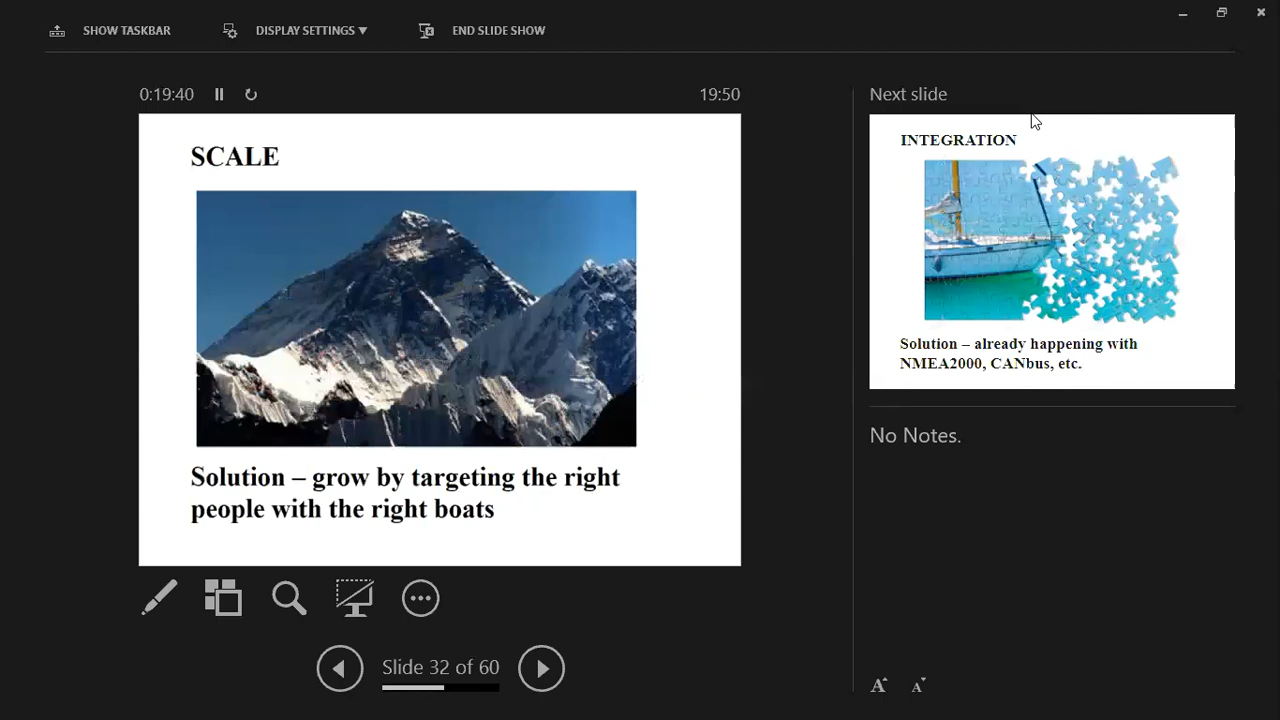 SHOW TASKBAR
DISPLAY SETTINGS
END SLIDE SHOW
0:19:40
19:50
SCALE
Solution – grow by targeting the right
people with the right boats
Slide 32 of 60
Next slide
INTEGRATION
Solution – already happening with
NMEA2000, CANbus, etc.
No Notes.
A A